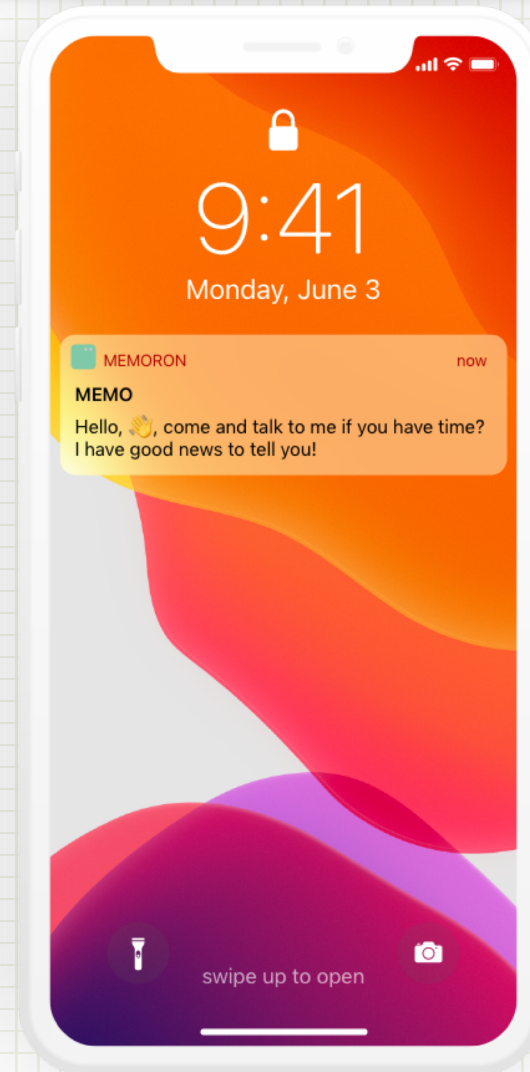 9:41
Monday, June 3
MEMORON now
MEMO
Hello, 👋, come and talk to me if you have time?
I have good news to tell you!
swipe up to open